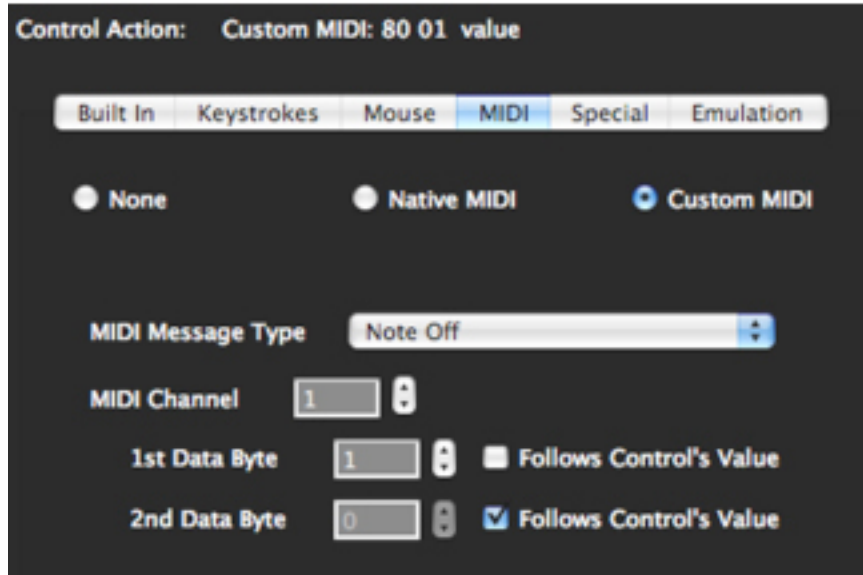 Control Action: Custom MIDI: 80 01 value
Built In Keystrokes Mouse MIDI Special Emulation
None Native MIDI Custom MIDI
MIDI Message Type Note Off
MIDI Channel 1
1st Data Byte 1 Follows Control's Value
2nd Data Byte 0 Follows Control's Value